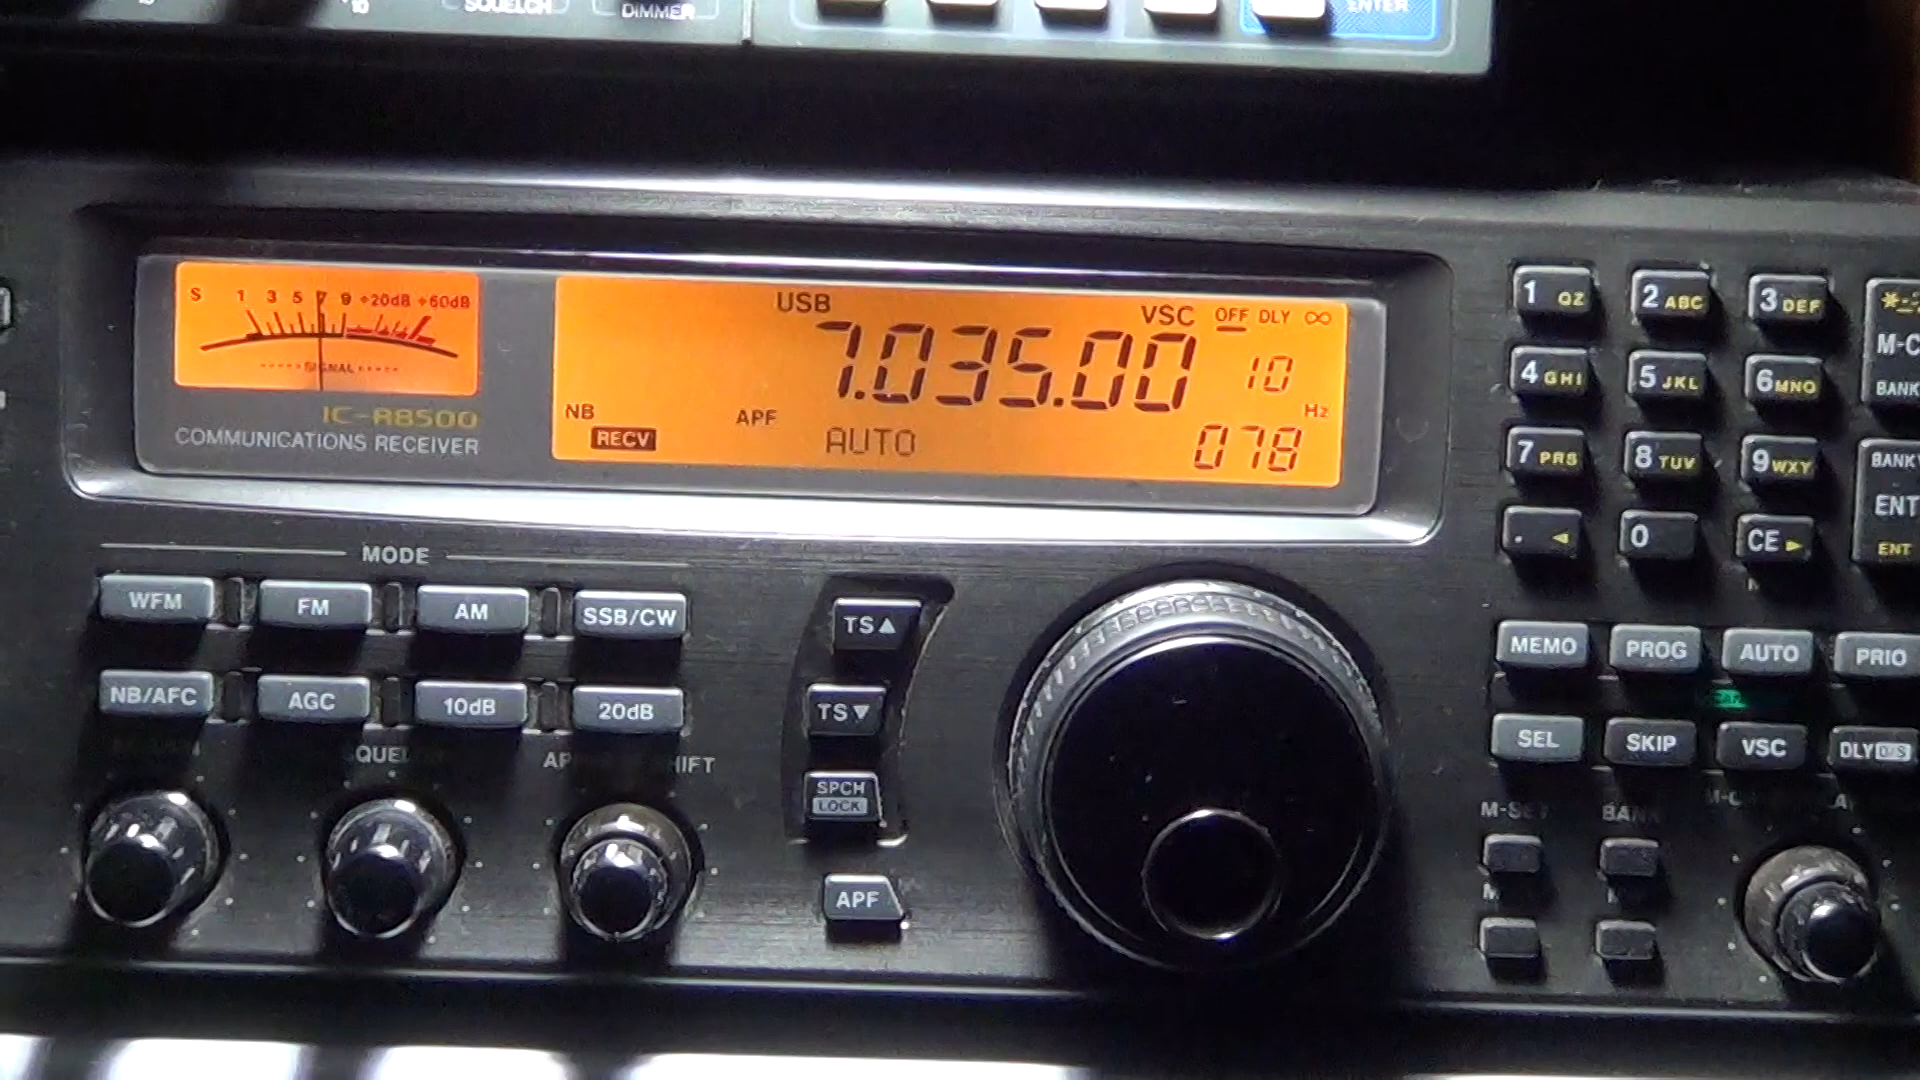 10
10
SQUELCH
DIMMER
ENTER
S 1 3 5 7 9 +20dB +60dB
SIGNAL
IC-R8500
COMMUNICATIONS RECEIVER
USB VSC OFF DLY ∞
7.035.00 10
NB APF Hz
RECV AUTO 078
1 QZ 2 ABC 3 DEF
4 GHI 5 JKL 6 MNO
7 PRS 8 TUV 9 WXY
. ◄ 0 CE ►
M-C
BANK
BANK
ENT
ENT
MODE
WFM FM AM SSB/CW
NB/AFC AGC 10dB 20dB
TS▲
TS▼
SPCH
LOCK
APF
MEMO PROG AUTO PRIO
SEL SKIP VSC DLY D/S
M-SET BANK